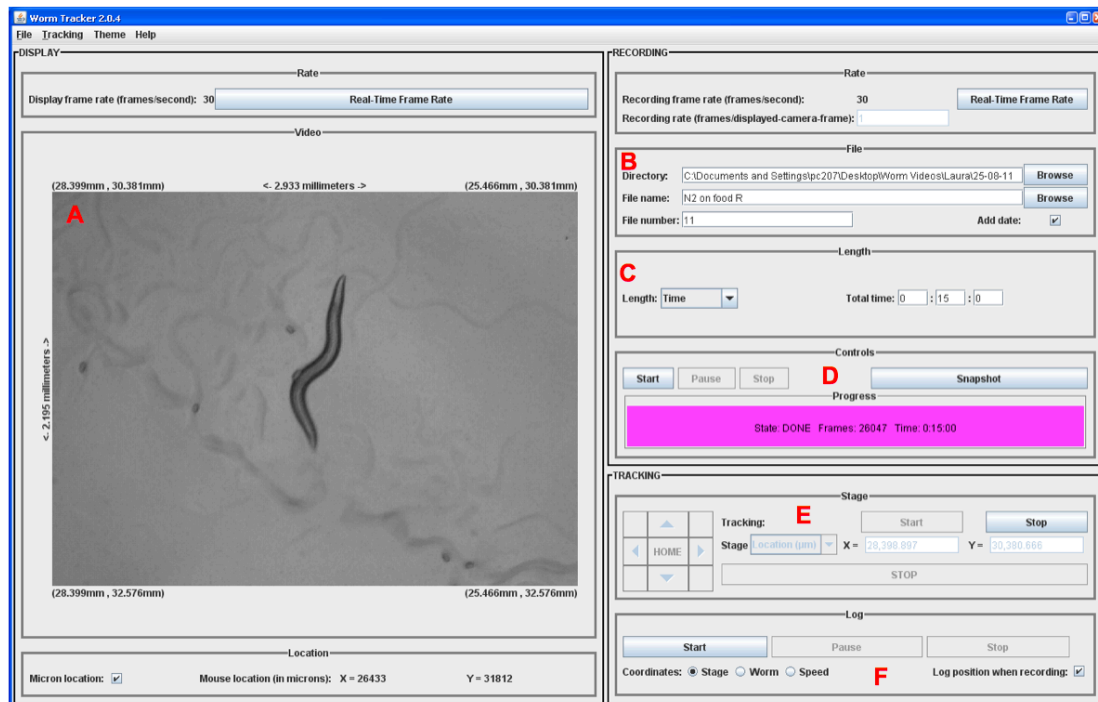 Worm Tracker 2.0.4
File Tracking Theme Help
DISPLAY
Rate
Display frame rate (frames/second): 30 Real-Time Frame Rate
Video
(28.399mm , 30.381mm) <- 2.933 millimeters -> (25.466mm , 30.381mm)
A
<- 2.195 millimeters ->
(28.399mm , 32.576mm) (25.466mm , 32.576mm)
Location
Micron location: Mouse location (in microns): X = 26433 Y = 31812
RECORDING
Rate
Recording frame rate (frames/second): 30 Real-Time Frame Rate
Recording rate (frames/displayed-camera-frame): 1
File
B
Directory: C:\Documents and Settings\pc207\Desktop\Worm Videos\Laura\25-08-11 Browse
File name: N2 on food R Browse
File number: 11 Add date:
Length
C
Length: Time Total time: 0 : 15 : 0
Controls
Start Pause Stop D Snapshot
Progress
State: DONE Frames: 26047 Time: 0:15:00
TRACKING
Stage
Tracking: E Start Stop
HOME Stage Location (µm) X = 28,398.897 Y = 30,380.666
STOP
Log
Start Pause Stop
Coordinates: Stage Worm Speed F Log position when recording: